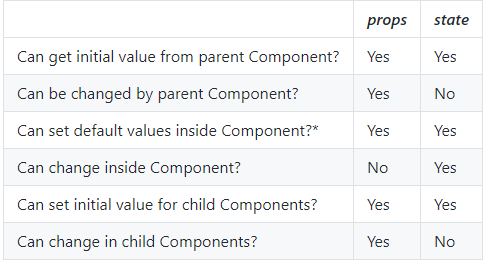 props state
Can get initial value from parent Component? Yes Yes
Can be changed by parent Component? Yes No
Can set default values inside Component?* Yes Yes
Can change inside Component? No Yes
Can set initial value for child Components? Yes Yes
Can change in child Components? Yes No